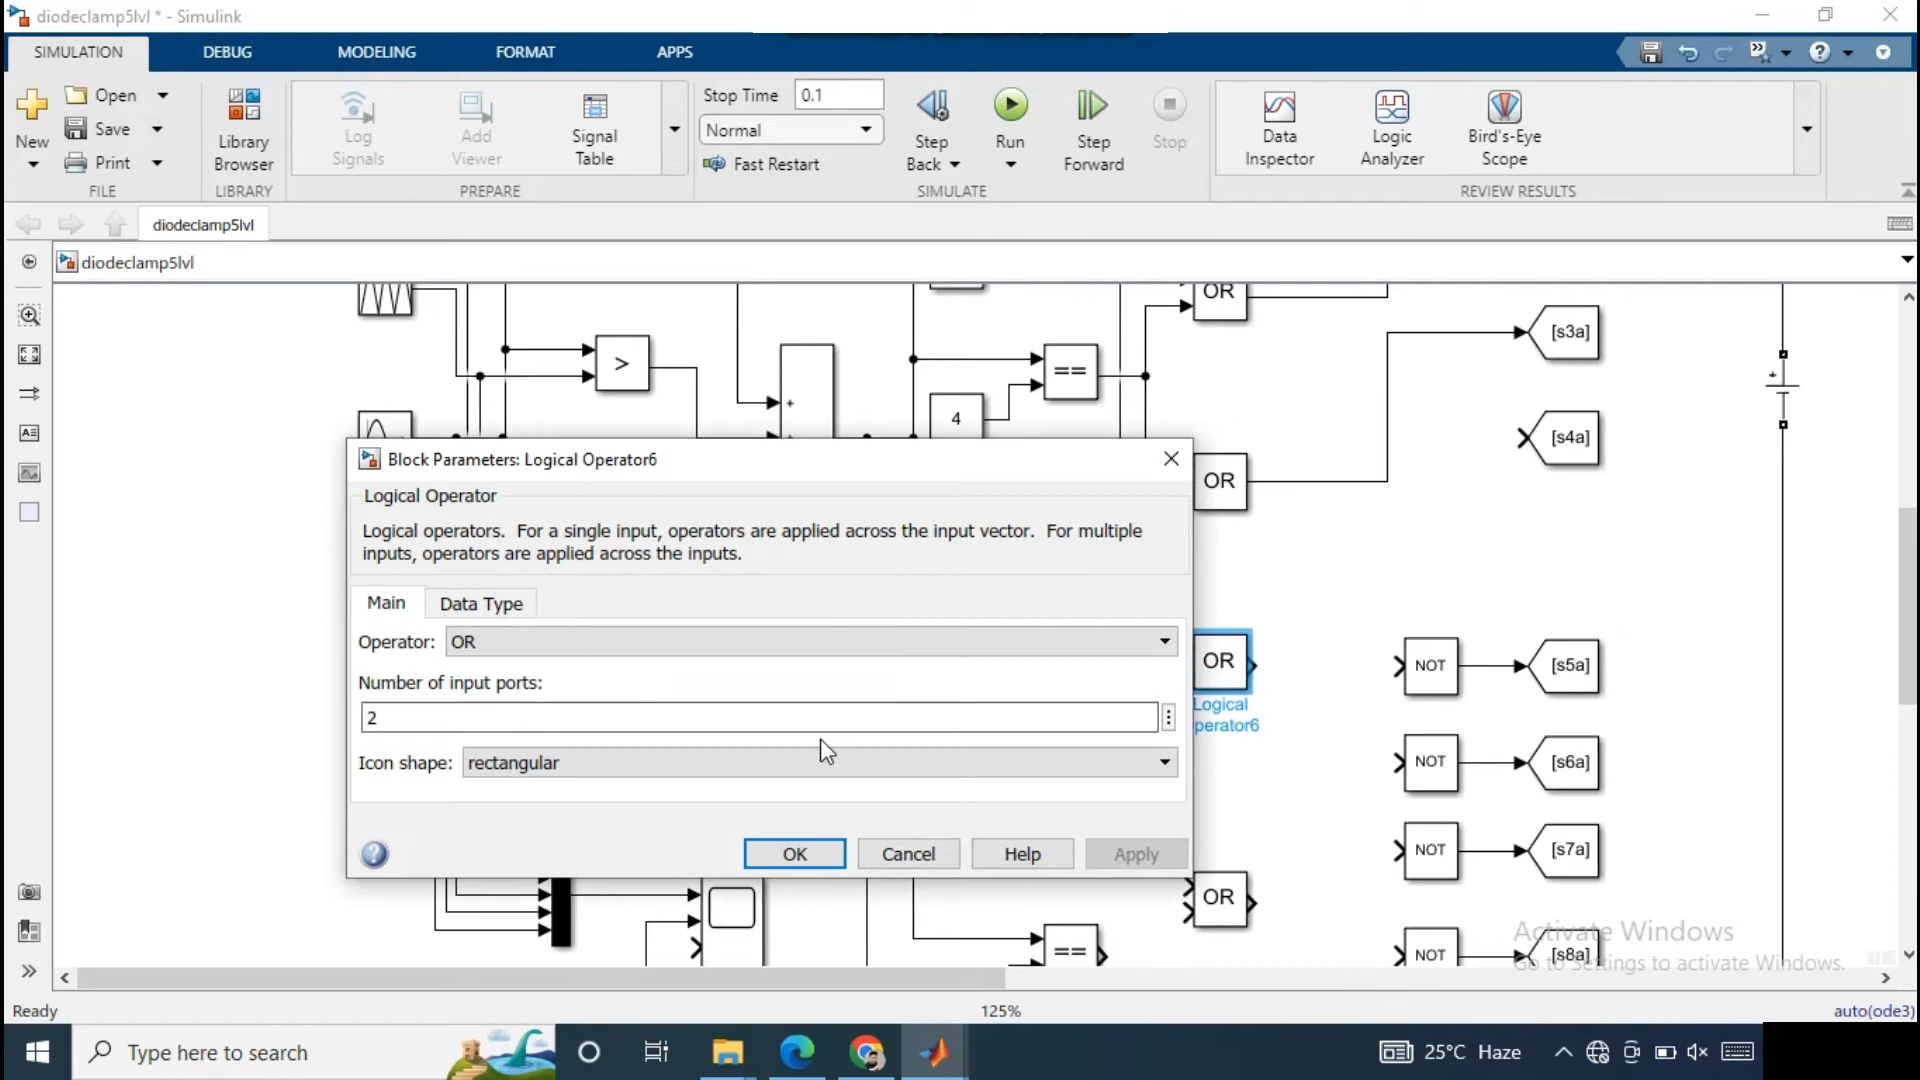 diodeclamp5lvl * - Simulink
SIMULATION DEBUG MODELING FORMAT APPS
New
Open
Save
Print
FILE
Library Browser
LIBRARY
Log Signals
Add Viewer
Signal Table
PREPARE
Stop Time 0.1
Normal
Fast Restart
Step Back
Run
Step Forward
Stop
SIMULATE
Data Inspector
Logic Analyzer
Bird's-Eye Scope
REVIEW RESULTS
diodeclamp5lvl
diodeclamp5lvl
OR
[s3a]
>
==
+
4
[s4a]
OR
Block Parameters: Logical Operator6
Logical Operator
Logical operators. For a single input, operators are applied across the input vector. For multiple
inputs, operators are applied across the inputs.
Main Data Type
Operator: OR
Number of input ports:
2
Icon shape: rectangular
OK Cancel Help Apply
OR
Logical
perator6
NOT [s5a]
NOT [s6a]
NOT [s7a]
OR
==
NOT [s8a]
Activate Windows
Go to Settings to activate Windows.
Ready 125% auto(ode3)
Type here to search
25°C Haze